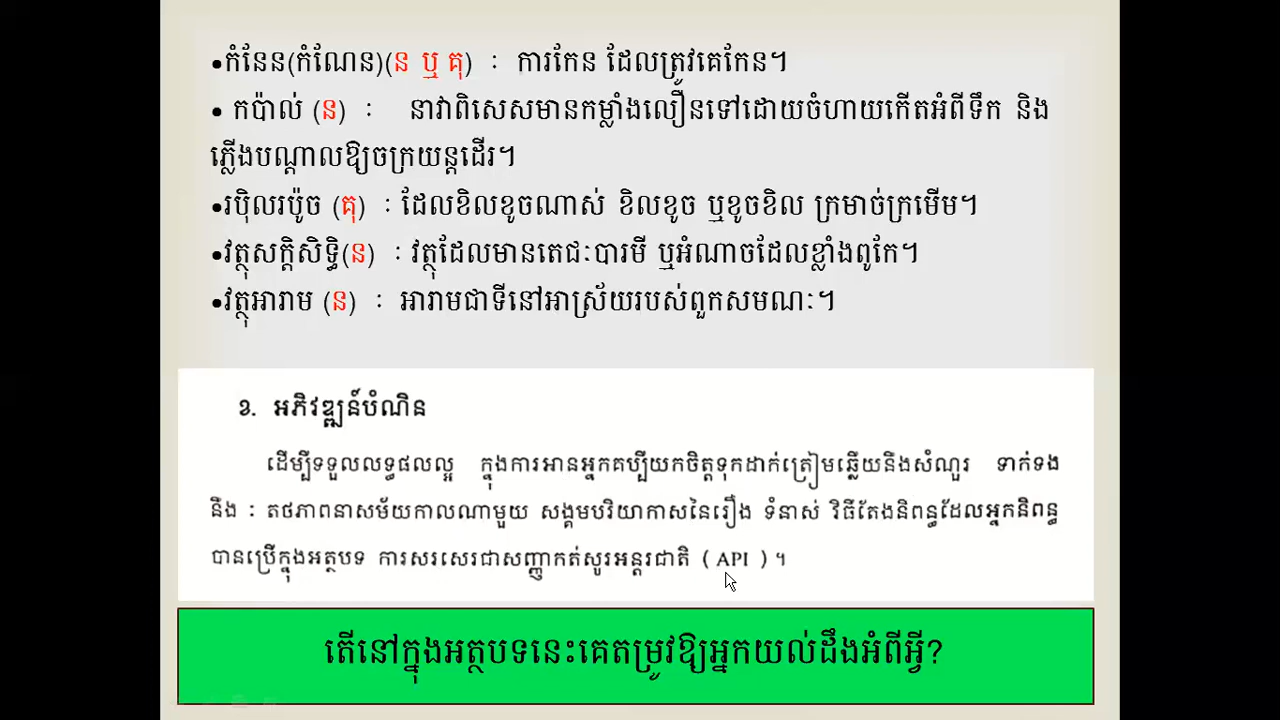 •កំនែន(កំណែន)(ន ឬ គុ) ៈ ការកែន ដែលត្រូវគេកែន។
• កប៉ាល់ (ន) ៈ នាវាពិសេសមានកម្លាំងលឿនទៅដោយចំហាយកើតអំពីទឹក និង
ភ្លើងបណ្តាលឱ្យចក្រយន្តដើរ។
•របិុលរប៉ូច (គុ) ៈ ដែលខិលខូចណាស់ ខិលខូច ឬខូចខិល ក្រមាច់ក្រមើម។
•វត្ថុសក្តិសិទ្ធិ(ន) ៈ វត្ថុដែលមានតេជៈបារមី ឬអំណាចដែលខ្លាំងពូកែ។
•វត្ថុអារាម (ន) ៈ អារាមជាទីនៅអាស្រ័យរបស់ពួកសមណៈ។
ខ. អភិវឌ្ឍន៍បំណិន
ដើម្បីទទួលលទ្ធផលល្អ ក្នុងការអានអ្នកគប្បីយកចិត្តទុកដាក់ត្រៀមឆ្លើយនិងសំណួរ ទាក់ទង
នឹង : តថភាពនាសម័យកាលណាមួយ សង្គមបរិយាកាសនៃរឿង ទំនាស់ វិធីតែងនិពន្ធដែលអ្នកនិពន្ធ
បានប្រើក្នុងអត្ថបទ ការសរសេរជាសញ្ញាកត់សូរអន្តរជាតិ ( API ) ។
តើនៅក្នុងអត្ថបទនេះគេតម្រូវឱ្យអ្នកយល់ដឹងអំពីអ្វី?